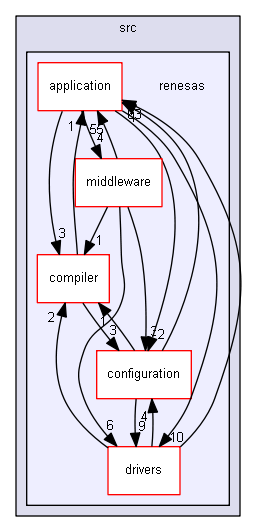 src
renesas
application
1
55
4
middleware
3
1
compiler
2
1
3
2
configuration
4
9
6
10
drivers